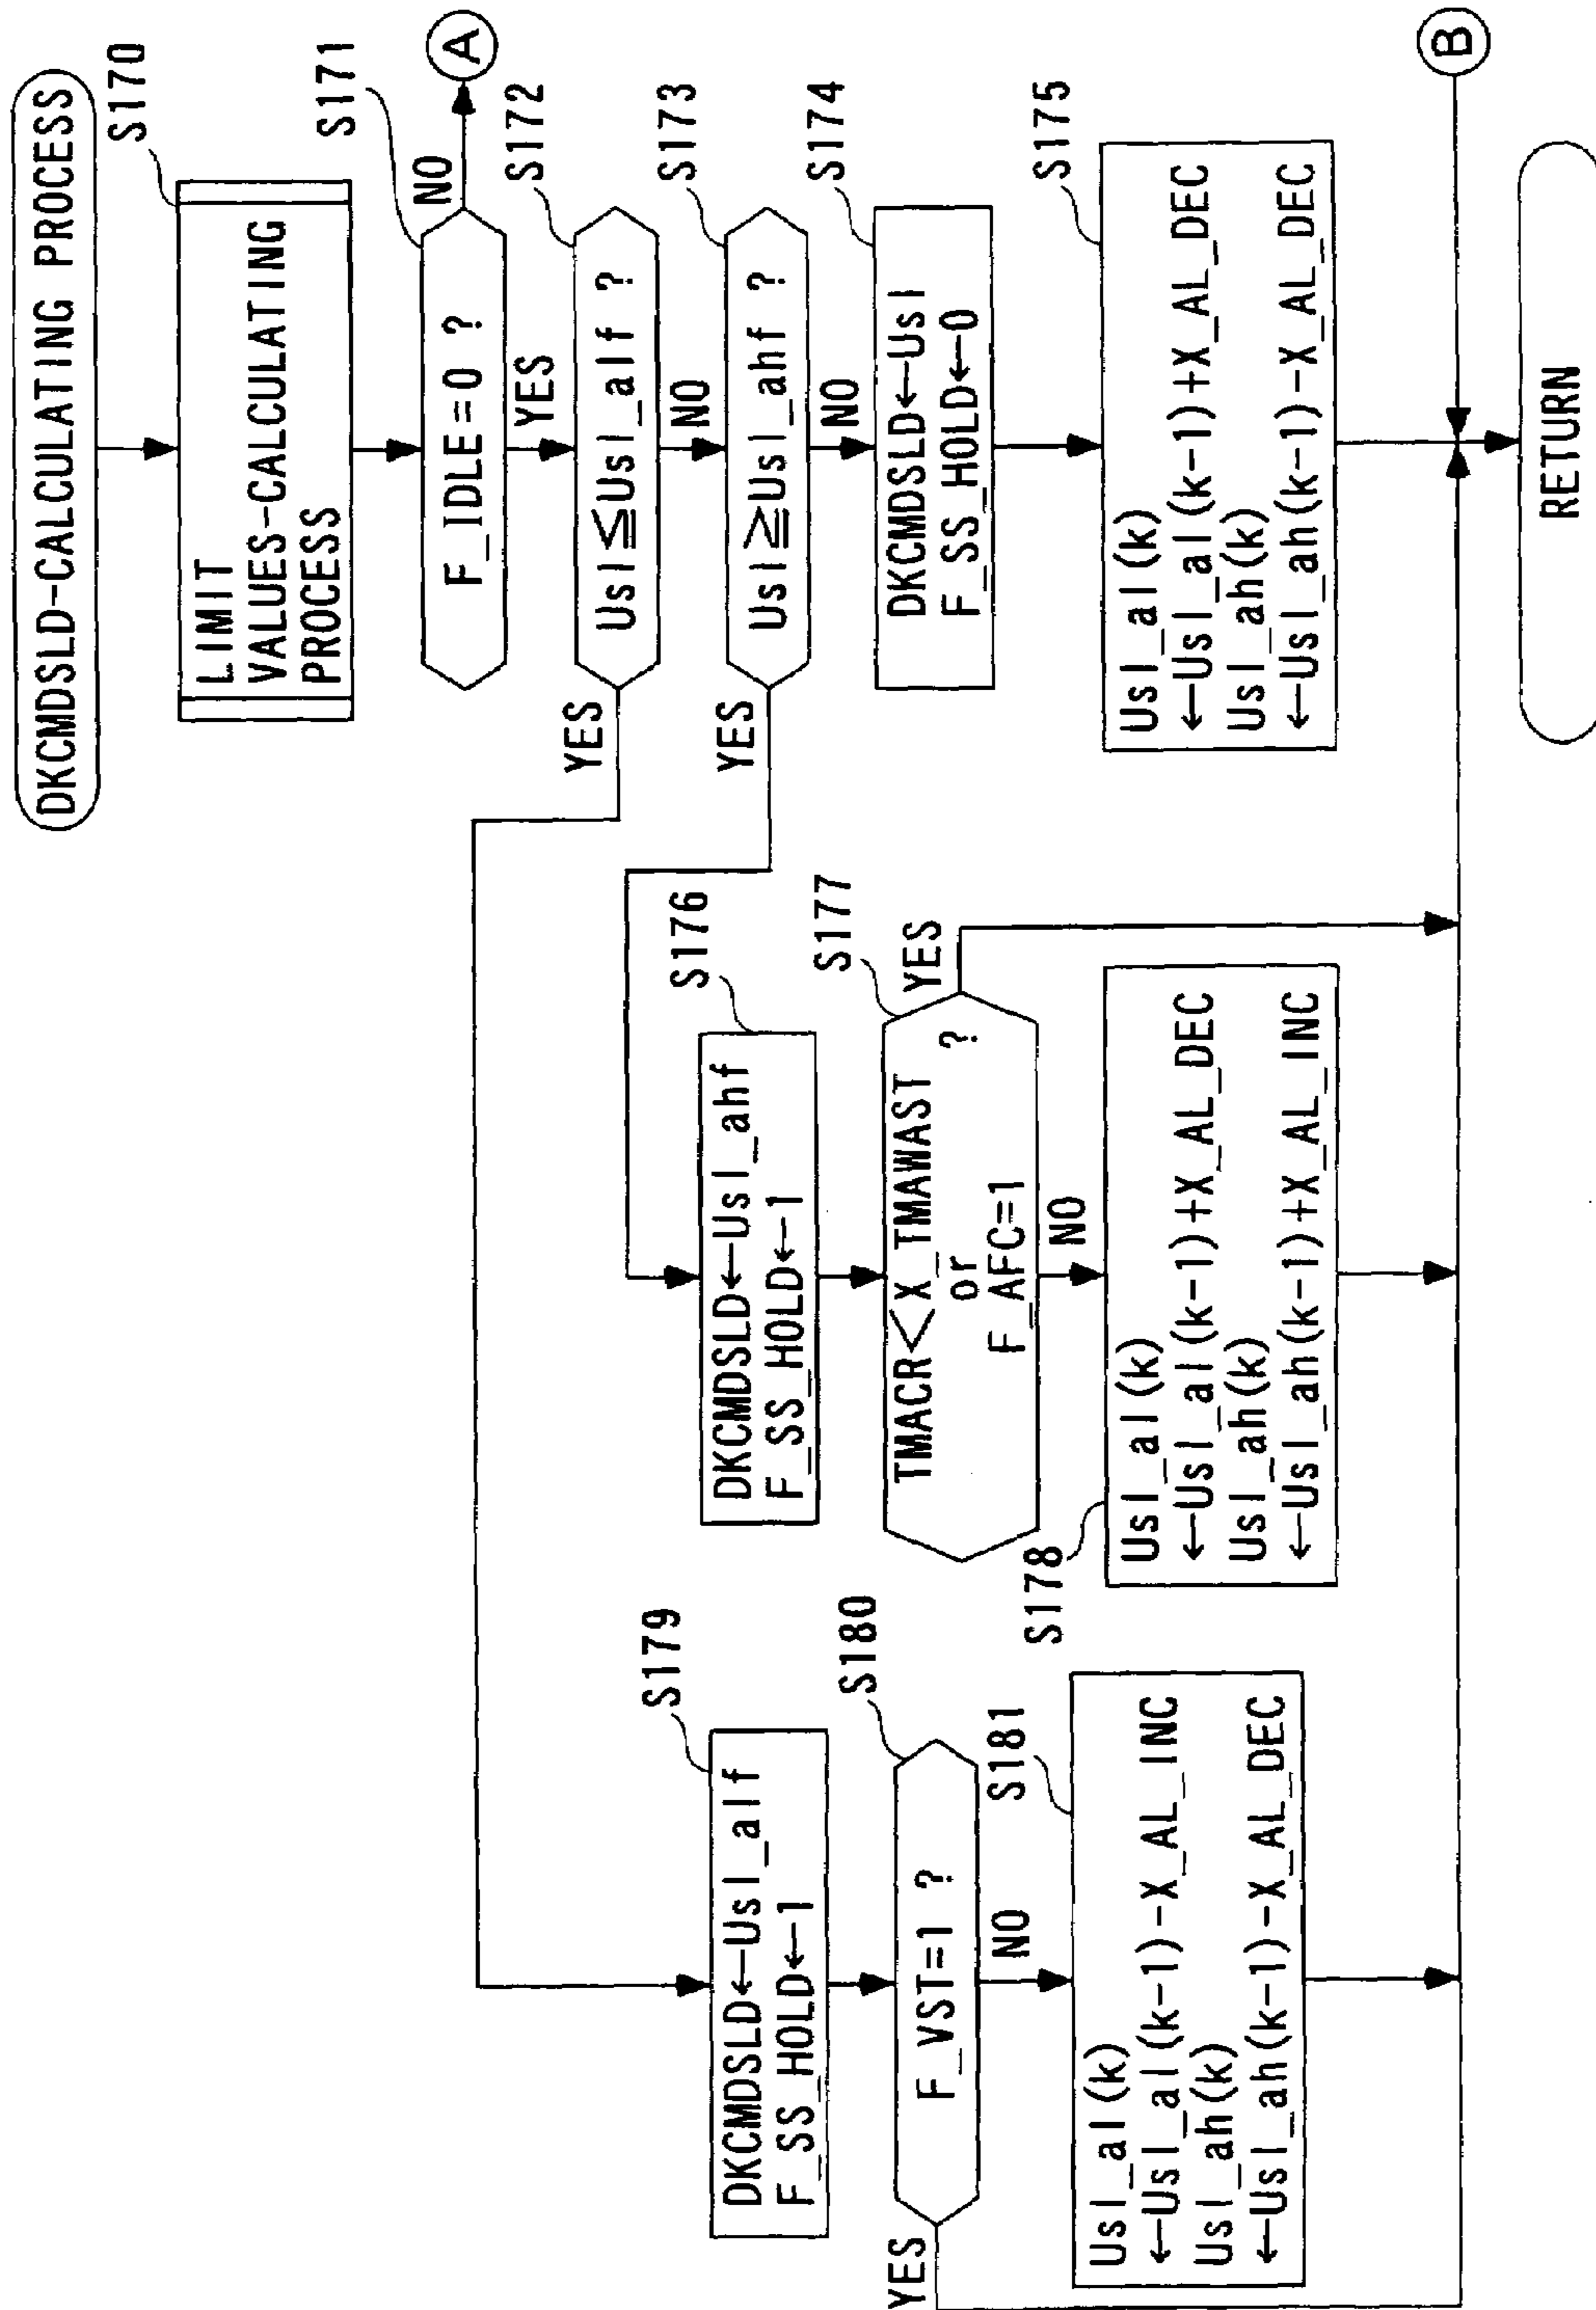 DKCMDSLD-CALCULATING PROCESS
S170
LIMIT
VALUES-CALCULATING
PROCESS
S171
F_IDLE=0 ?
NO
A
YES
S172
Usl≦Usl_alf ?
YES
NO
S173
Usl≧Usl_ahf ?
YES
NO
S174
DKCMDSLD←Usl
F_SS_HOLD←0
S175
Usl_al(k)
←Usl_al(k-1)+X_AL_DEC
Usl_ah(k)
←Usl_ah(k-1)-X_AL_DEC
S176
DKCMDSLD←Usl_ahf
F_SS_HOLD←1
S177
TMACR<X_TMAWAST
or
F_AFC=1
?
YES
NO
S178
Usl_al(k)
←Usl_al(k-1)+X_AL_DEC
Usl_ah(k)
←Usl_ah(k-1)+X_AL_INC
S179
DKCMDSLD←Usl_alf
F_SS_HOLD←1
S180
F_VST=1 ?
YES
NO
S181
Usl_al(k)
←Usl_al(k-1)-X_AL_INC
Usl_ah(k)
←Usl_ah(k-1)-X_AL_DEC
B
RETURN